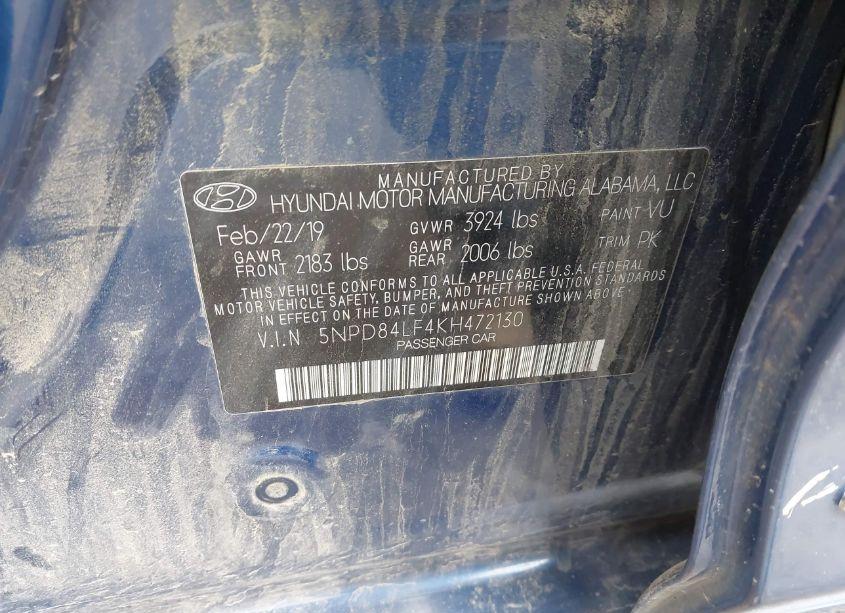 MANUFACTURED BY
HYUNDAI MOTOR MANUFACTURING ALABAMA, LLC
Feb/22/19 GVWR 3924 lbs PAINT VU
GAWR FRONT 2183 lbs GAWR REAR 2006 lbs TRIM PK
THIS VEHICLE CONFORMS TO ALL APPLICABLE U.S.A. FEDERAL
MOTOR VEHICLE SAFETY, BUMPER, AND THEFT PREVENTION STANDARDS
IN EFFECT ON THE DATE OF MANUFACTURE SHOWN ABOVE.
V.I.N 5NPD84LF4KH472130
PASSENGER CAR